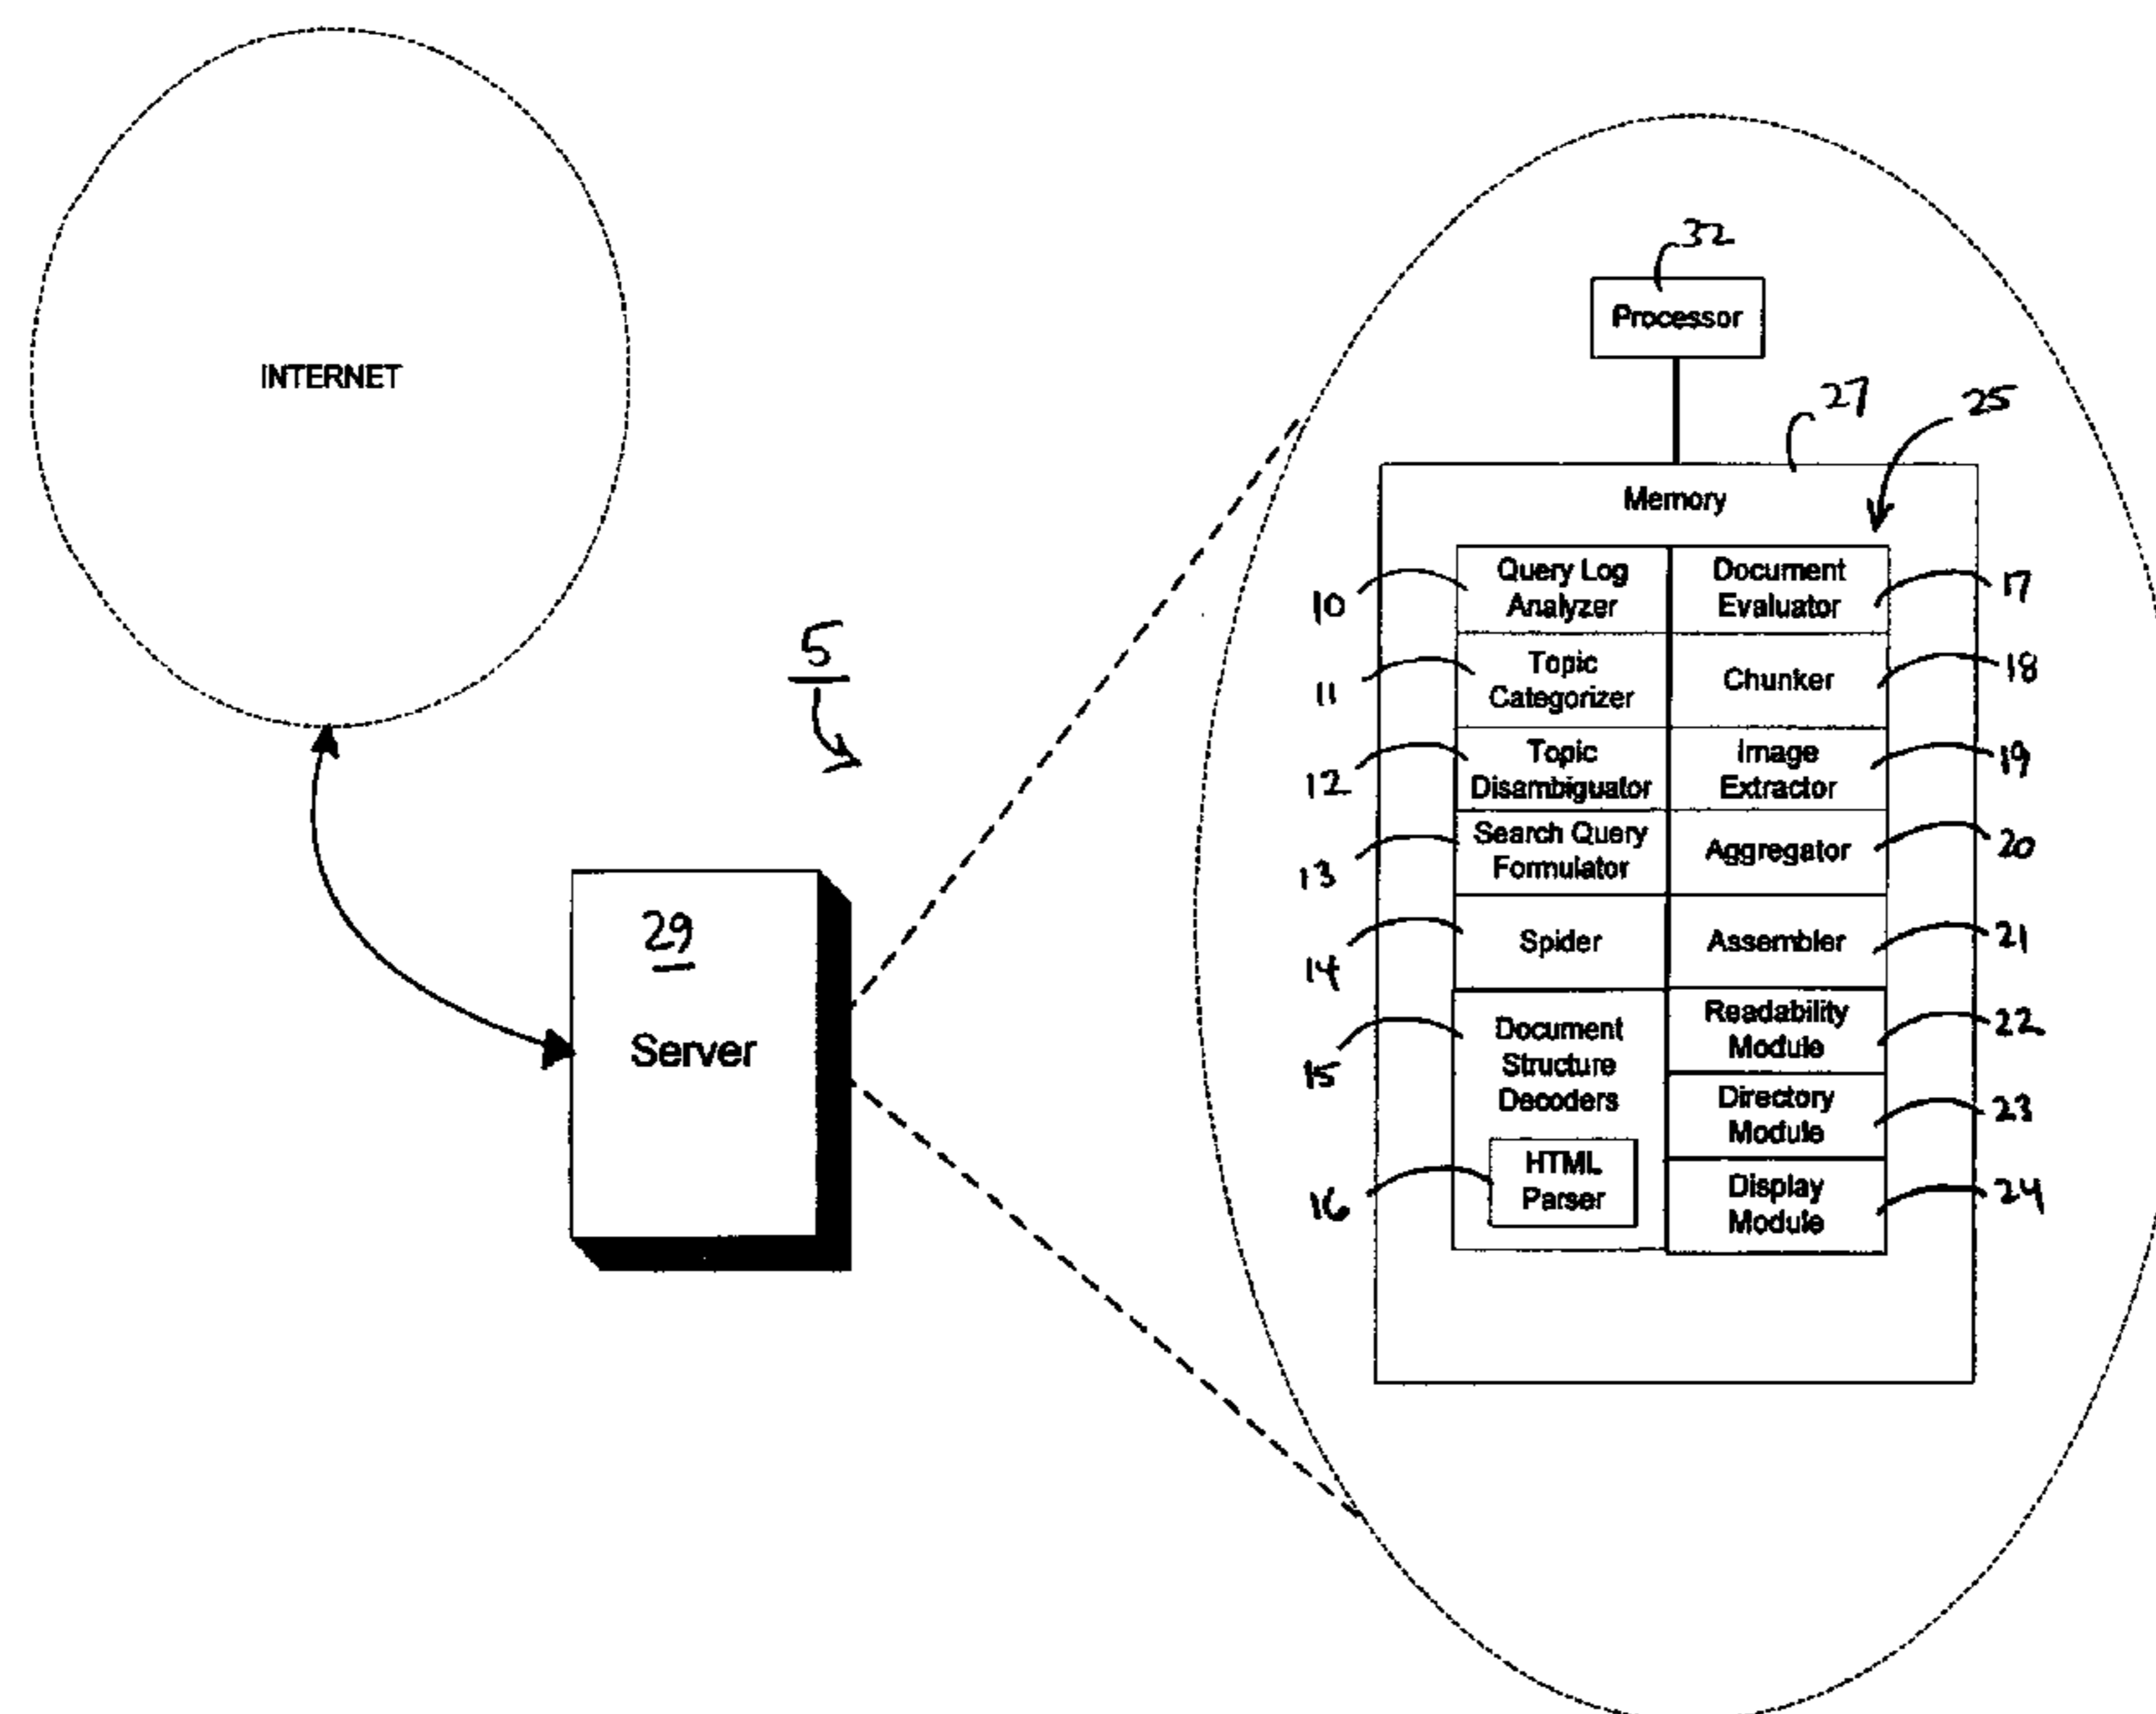 INTERNET
5
29
Server
32
Processor
27
25
Memory
10
Query Log
Analyzer
Document
Evaluator
17
11
Topic
Categorizer
Chunker
18
12
Topic
Disambiguator
Image
Extractor
19
13
Search Query
Formulator
Aggregator
20
14
Spider
Assembler
21
15
Document
Structure
Decoders
Readability
Module
22
Directory
Module
23
16
HTML
Parser
Display
Module
24